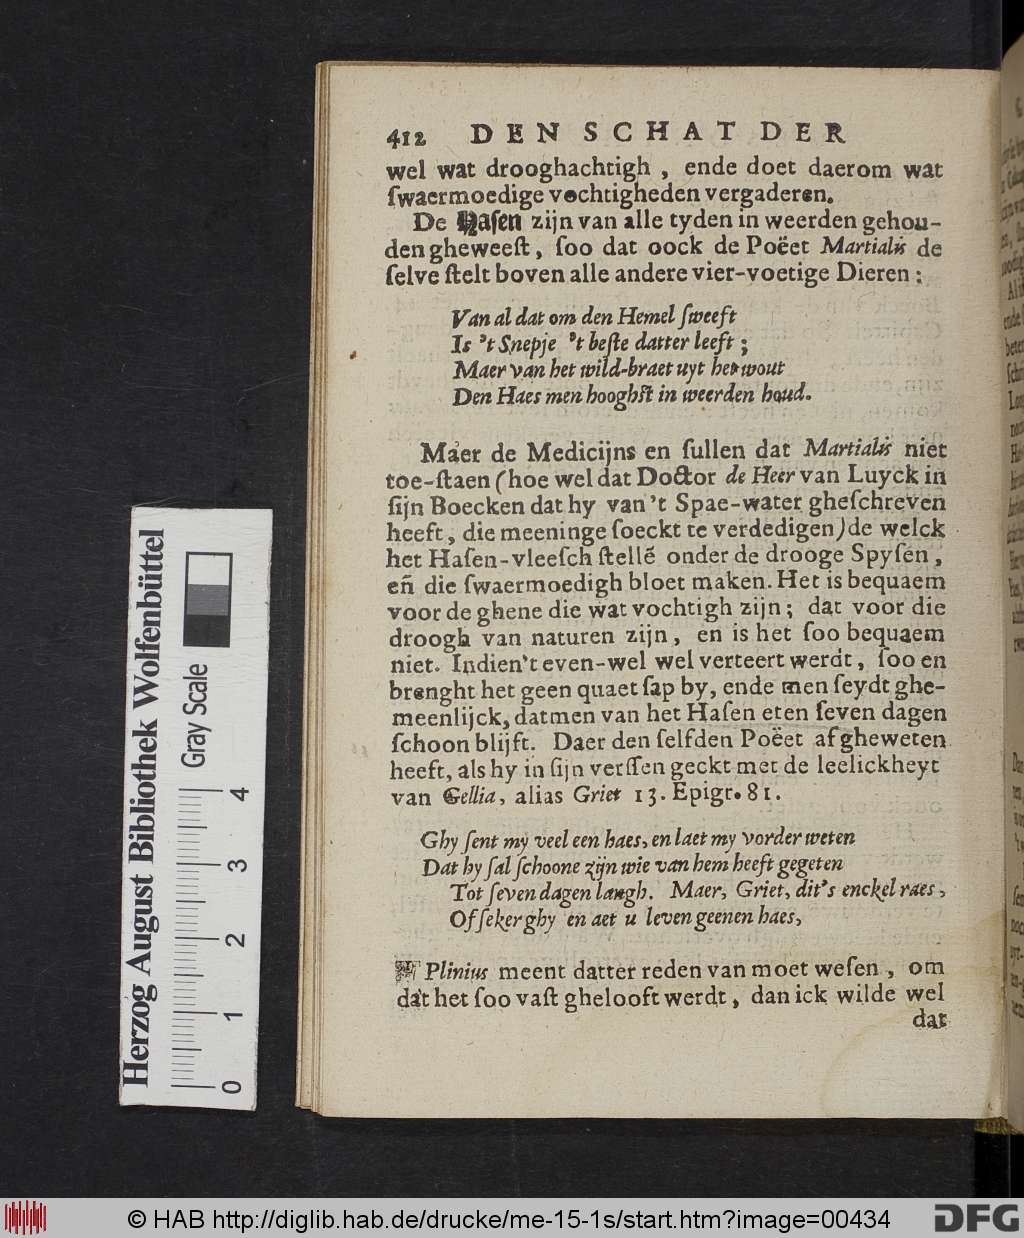 412 DEN SCHAT DER
wel wat drooghachtigh, ende doet daerom wat
ſwaermoedige vochtigheden vergaderen.
De Haſen zijn van alle tyden in weerden gehou-
den gheweeſt, ſoo dat oock de Poëet Martialis de
ſelve ſtelt boven alle andere vier-voetige Dieren:
Van al dat om den Hemel ſweeft
Is 't Snepje 't beſte datter leeft;
Maer van het wild-braet uyt het wout
Den Haes men hooghſt in weerden houd.
Maer de Medicijns en ſullen dat Martialis niet
toe-ſtaen (hoe wel dat Doctor de Heer van Luyck in
ſijn Boecken dat hy van't Spae-water gheſchreven
heeft, die meeninge ſoeckt te verdedigen) de welck
het Haſen-vleeſch ſtellē onder de drooge Spyſen,
eñ die ſwaermoedigh bloet maken. Het is bequaem
voor de ghene die wat vochtigh zijn; dat voor die
droogh van naturen zijn, en is het ſoo bequaem
niet. Indien't even-wel wel verteert werdt, ſoo en
brenght het geen quaet ſap by, ende men ſeydt ghe-
meenlijck, datmen van het Haſen eten ſeven dagen
ſchoon blijft. Daer den ſelfden Poëet af gheweten
heeft, als hy in ſijn verſſen geckt met de leelickheyt
van Gellia, alias Griet 13. Epigr. 81.
Ghy ſent my veel een haes, en laet my vorder weten
Dat hy ſal ſchoone zijn wie van hem heeft gegeten
Tot ſeven dagen langh. Maer, Griet, dit's enckel raes,
Of ſeker ghy en aet u leven geenen haes,
Plinius meent datter reden van moet weſen, om
dat het ſoo vaſt ghelooft werdt, dan ick wilde wel
dat
Herzog August Bibliothek Wolfenbüttel
Gray Scale
0 1 2 3 4
© HAB http://diglib.hab.de/drucke/me-15-1s/start.htm?image=00434
DFG